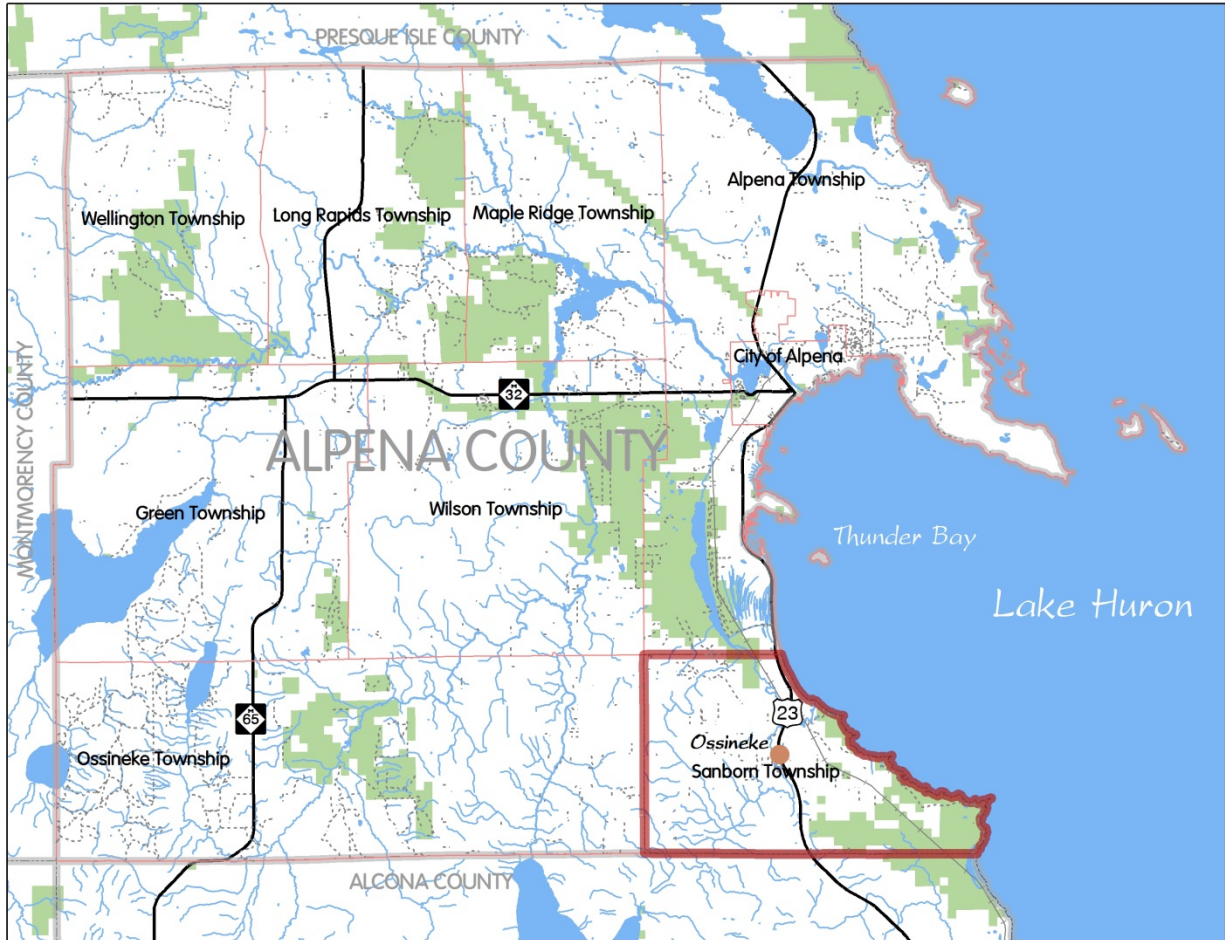 PRESQUE ISLE COUNTY
Alpena Township
Wellington Township
Long Rapids Township
Maple Ridge Township
City of Alpena
MONTMORENCY COUNTY
M
32
ALPENA COUNTY
Green Township
Wilson Township
Thunder Bay
Lake Huron
M
65
23
Ossineke
Ossineke Township
Sanborn Township
ALCONA COUNTY